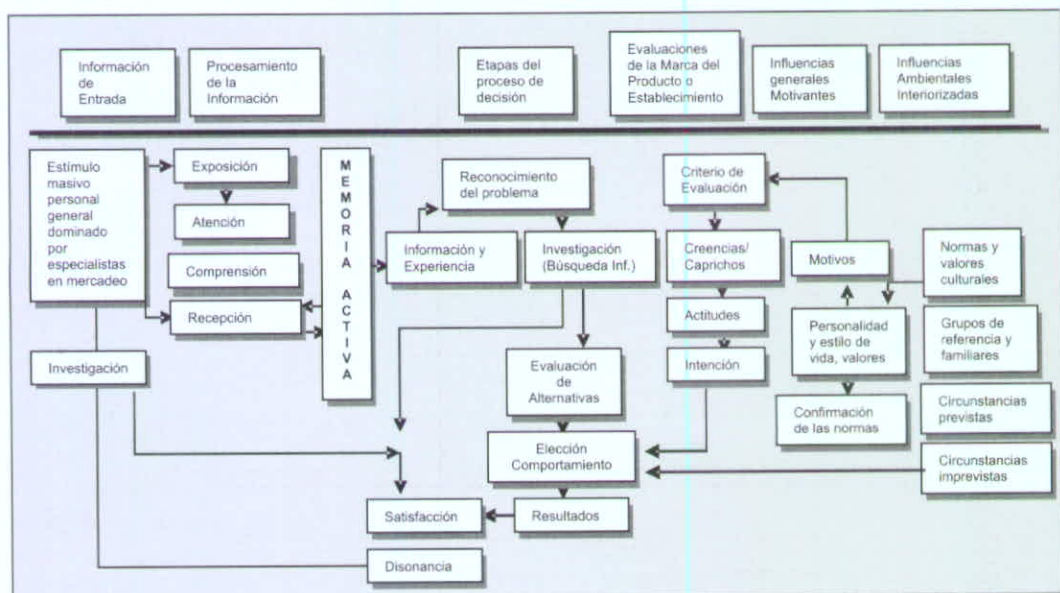 Información
de
Entrada
Procesamiento
de la
Información
Etapas del
proceso de
decisión
Evaluaciones
de la Marca del
Producto o
Establecimiento
Influencias
generales
Motivantes
Influencias
Ambientales
Interiorizadas
Estímulo
masivo
personal
general
dominado
por
especialistas
en mercadeo
Exposición
Atención
Comprensión
Recepción
Investigación
MEMORIA ACTIVA
Reconocimiento
del problema
Información y
Experiencia
Investigación
(Búsqueda Inf.)
Evaluación
de
Alternativas
Elección
Comportamiento
Satisfacción
Resultados
Disonancia
Criterio de
Evaluación
Creencias/
Caprichos
Actitudes
Intención
Motivos
Personalidad
y estilo de
vida, valores
Confirmación
de las normas
Normas y
valores
culturales
Grupos de
referencia y
familiares
Circunstancias
previstas
Circunstancias
imprevistas